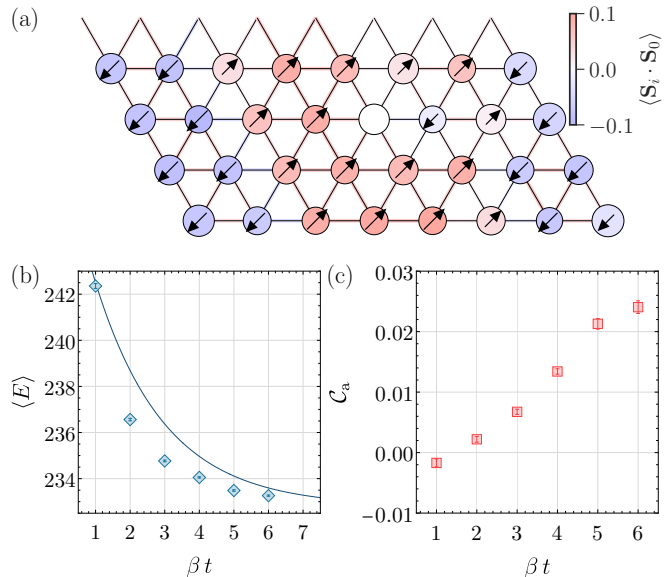 (a)
0.1
0.0
−0.1
⟨S_i · S_0⟩
(b)
242
240
238
236
234
⟨E⟩
1 2 3 4 5 6 7
β t
(c)
0.03
0.02
0.01
0.00
−0.01
C_a
1 2 3 4 5 6
β t